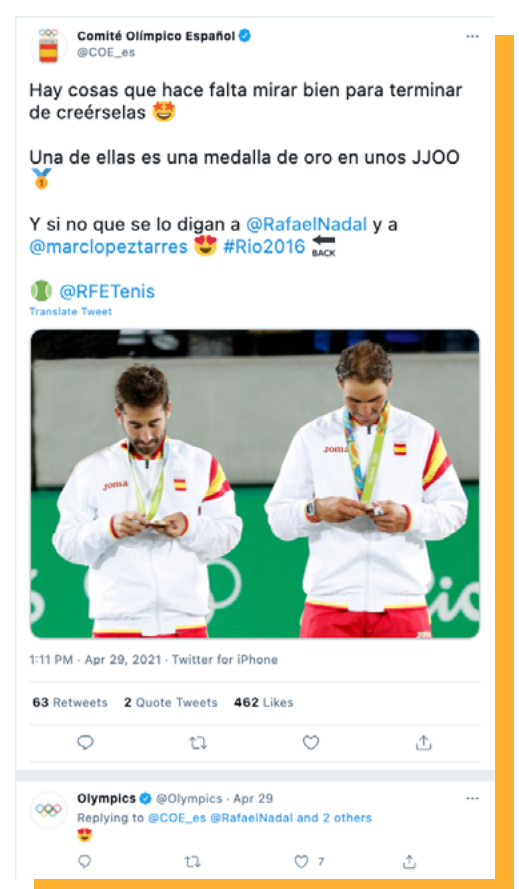 Comité Olímpico Español
@COE_es
Hay cosas que hace falta mirar bien para terminar
de creérselas 🤩
Una de ellas es una medalla de oro en unos JJOO
🥇
Y si no que se lo digan a @RafaelNadal y a
@marclopeztarres 😍 #Rio2016 🔙
🎾 @RFETenis
Translate Tweet
Joma
Joma
io
1:11 PM · Apr 29, 2021 · Twitter for iPhone
63 Retweets 2 Quote Tweets 462 Likes
Olympics @Olympics · Apr 29
Replying to @COE_es @RafaelNadal and 2 others
😍
7